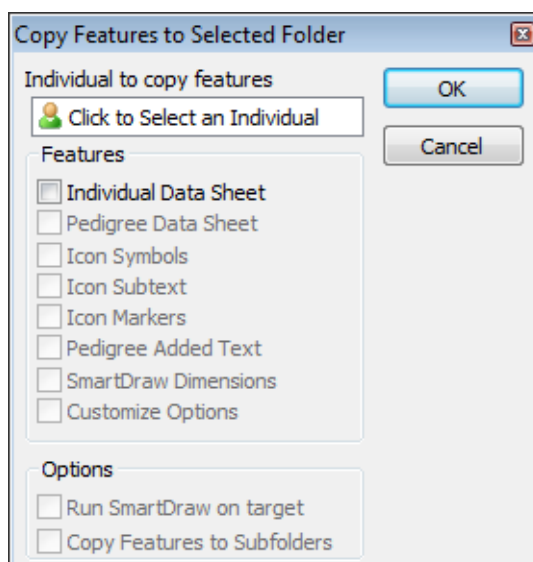 Copy Features to Selected Folder
Individual to copy features
Click to Select an Individual
OK
Cancel
Features
Individual Data Sheet
Pedigree Data Sheet
Icon Symbols
Icon Subtext
Icon Markers
Pedigree Added Text
SmartDraw Dimensions
Customize Options
Options
Run SmartDraw on target
Copy Features to Subfolders